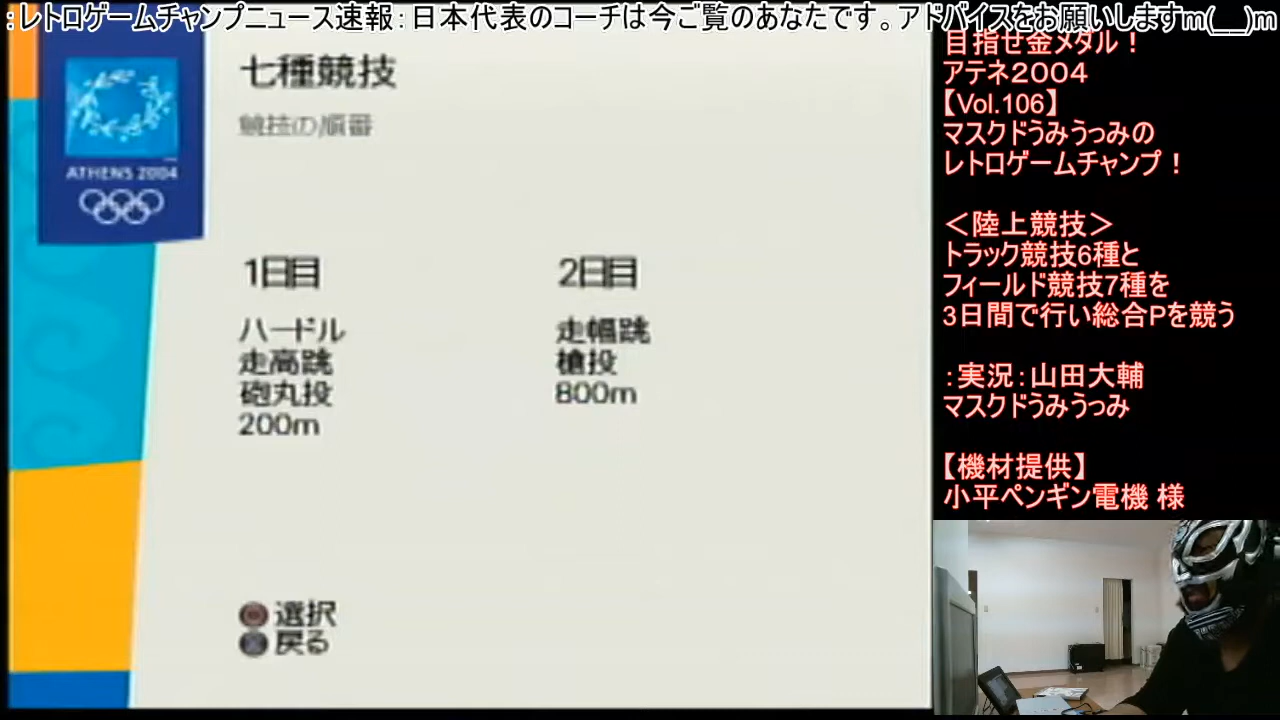 :レトロゲームチャンプニュース速報:日本代表のコーチは今ご覧のあなたです。アドバイスをお願いしますm(__)m
七種競技
競技の順番
ATHENS 2004
1日目
ハードル
走高跳
砲丸投
200m
2日目
走幅跳
槍投
800m
選択
戻る
目指せ金メダル!
アテネ2004
【Vol.106】
マスクドうみうっみの
レトロゲームチャンプ!
<陸上競技>
トラック競技6種と
フィールド競技7種を
3日間で行い総合Pを競う
:実況:山田大輔
マスクドうみうっみ
【機材提供】
小平ペンギン電機 様